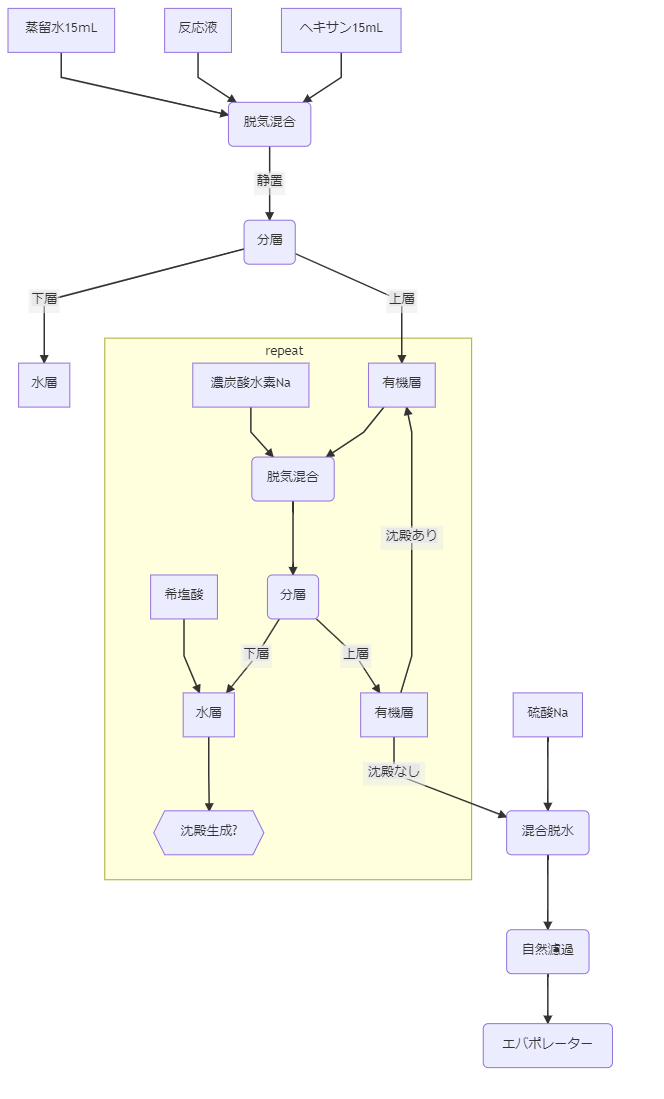 蒸留水15mL
反応液
ヘキサン15mL
脱気混合
静置
分層
下層
上層
水層
repeat
濃炭酸水素Na
有機層
脱気混合
沈殿あり
希塩酸
分層
下層
上層
水層
有機層
硫酸Na
沈殿なし
沈殿生成?
混合脱水
自然濾過
エバポレーター